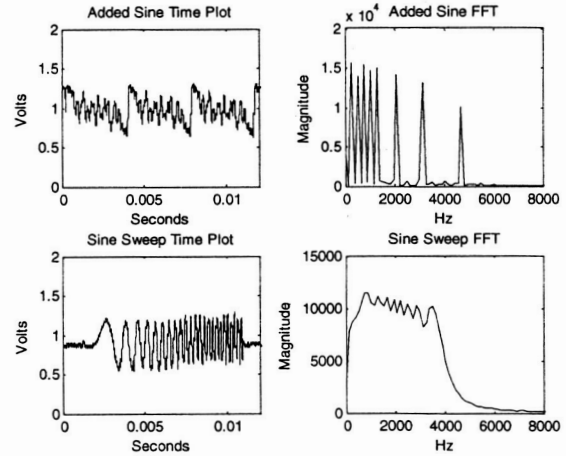 Added Sine Time Plot
2
1.5
1
0.5
0
Volts
0 0.005 0.01
Seconds
Added Sine FFT
x 10^4
2
1.5
1
0.5
0
Magnitude
0 2000 4000 6000 8000
Hz
Sine Sweep Time Plot
2
1.5
1
0.5
0
Volts
0 0.005 0.01
Seconds
Sine Sweep FFT
15000
10000
5000
0
Magnitude
0 2000 4000 6000 8000
Hz